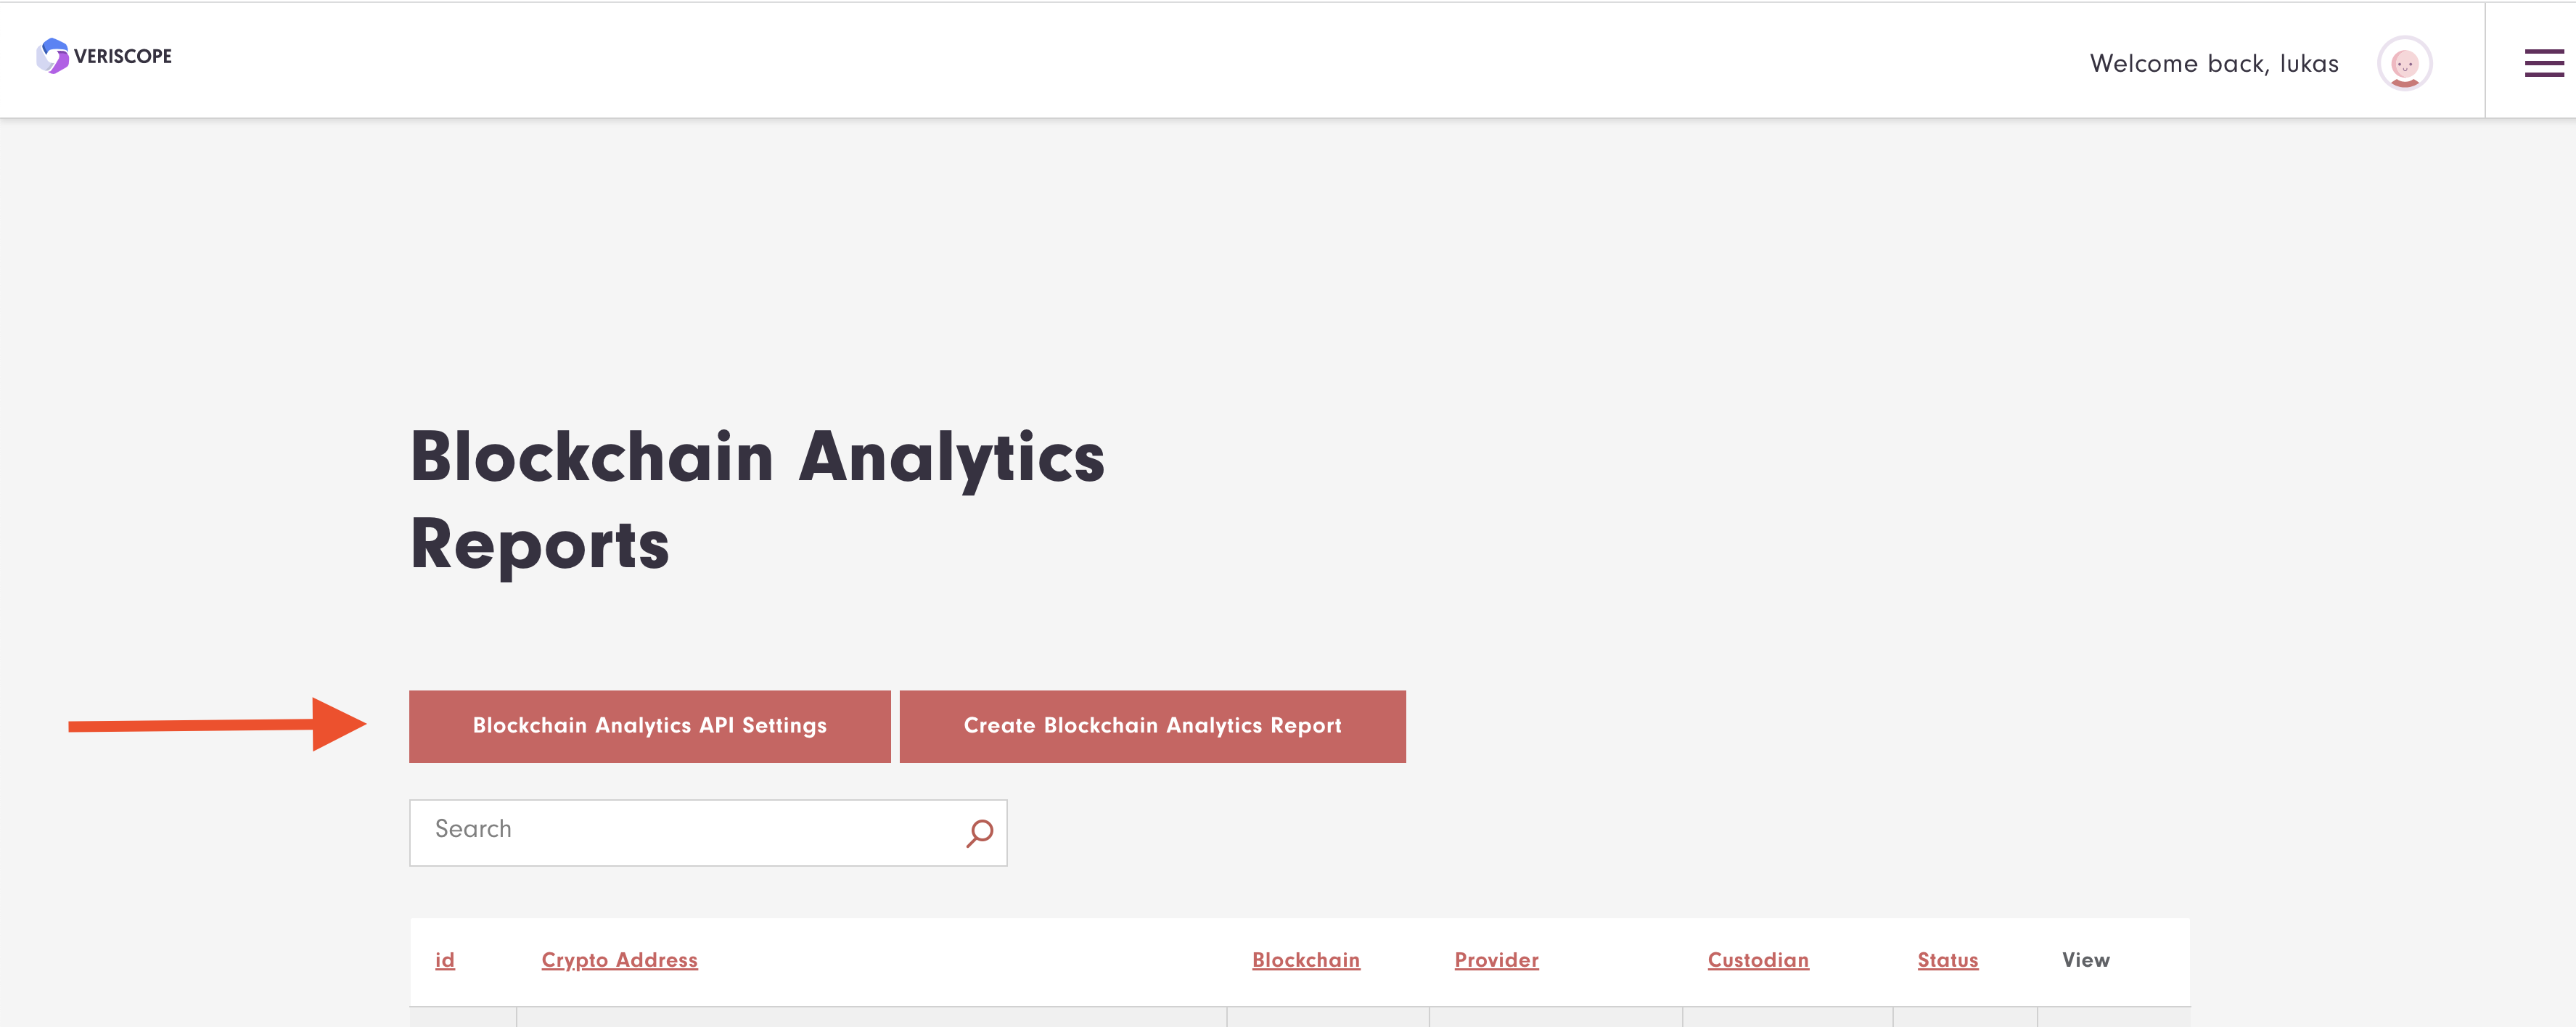 VERISCOPE
Welcome back, lukas
Blockchain Analytics
Reports
Blockchain Analytics API Settings
Create Blockchain Analytics Report
Search
id
Crypto Address
Blockchain
Provider
Custodian
Status
View